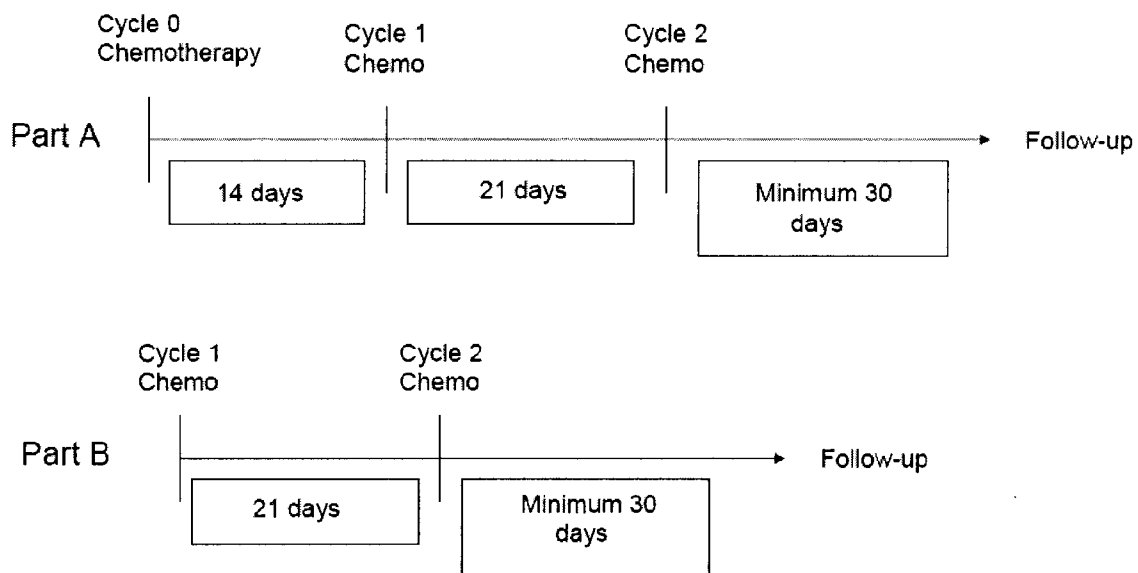 Cycle 0
Chemotherapy
Cycle 1
Chemo
Cycle 2
Chemo
Part A
Follow-up
14 days
21 days
Minimum 30
days
Cycle 1
Chemo
Cycle 2
Chemo
Part B
Follow-up
21 days
Minimum 30
days